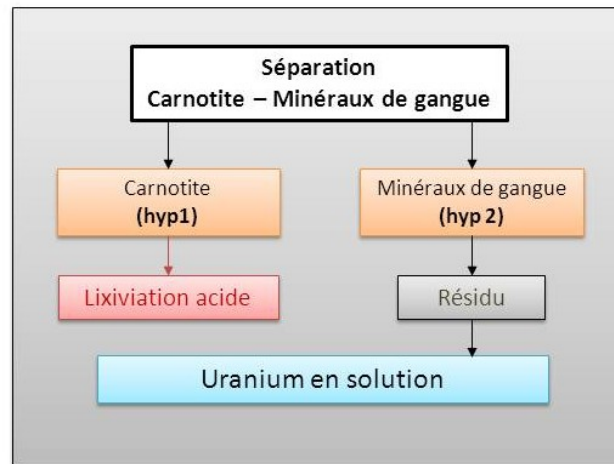 Séparation
Carnotite – Minéraux de gangue
Carnotite
(hyp1)
Minéraux de gangue
(hyp 2)
Lixiviation acide
Résidu
Uranium en solution